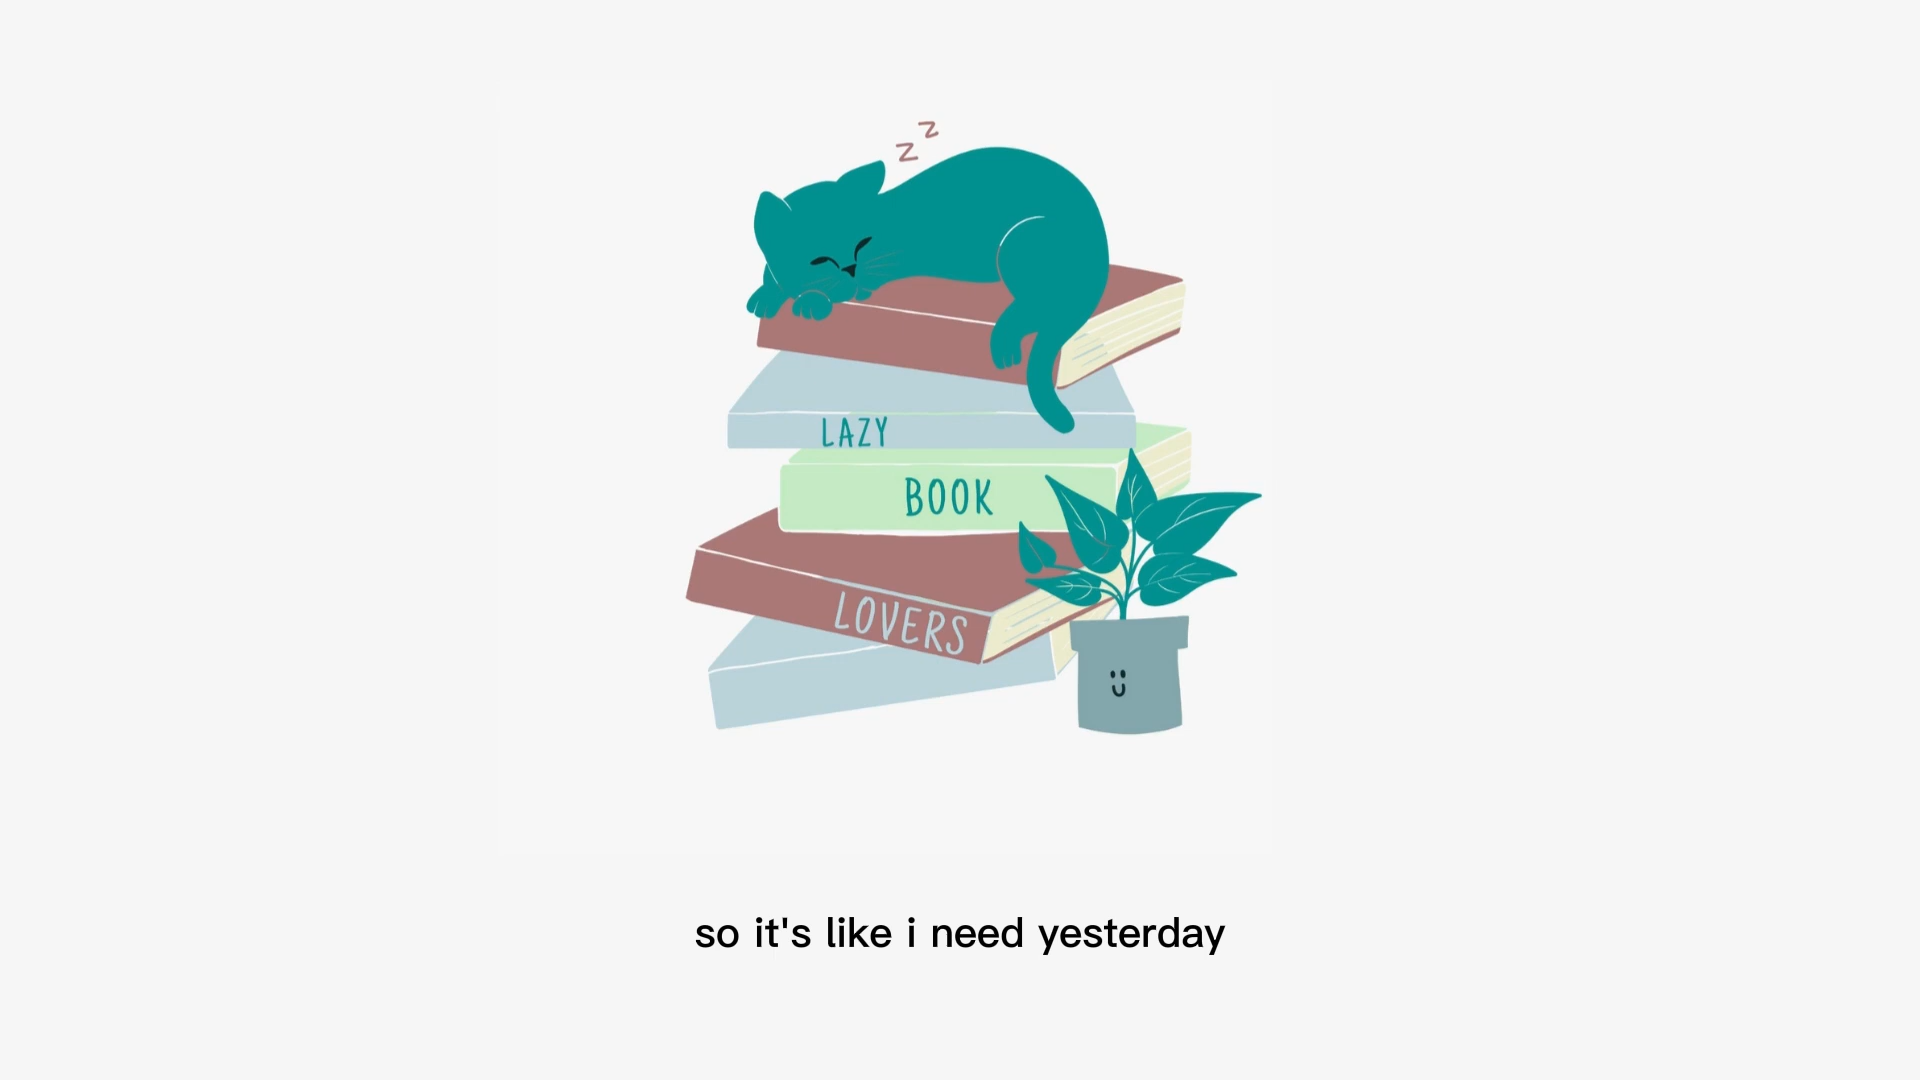 z
z
LAZY
BOOK
LOVERS
so it's like i need yesterday